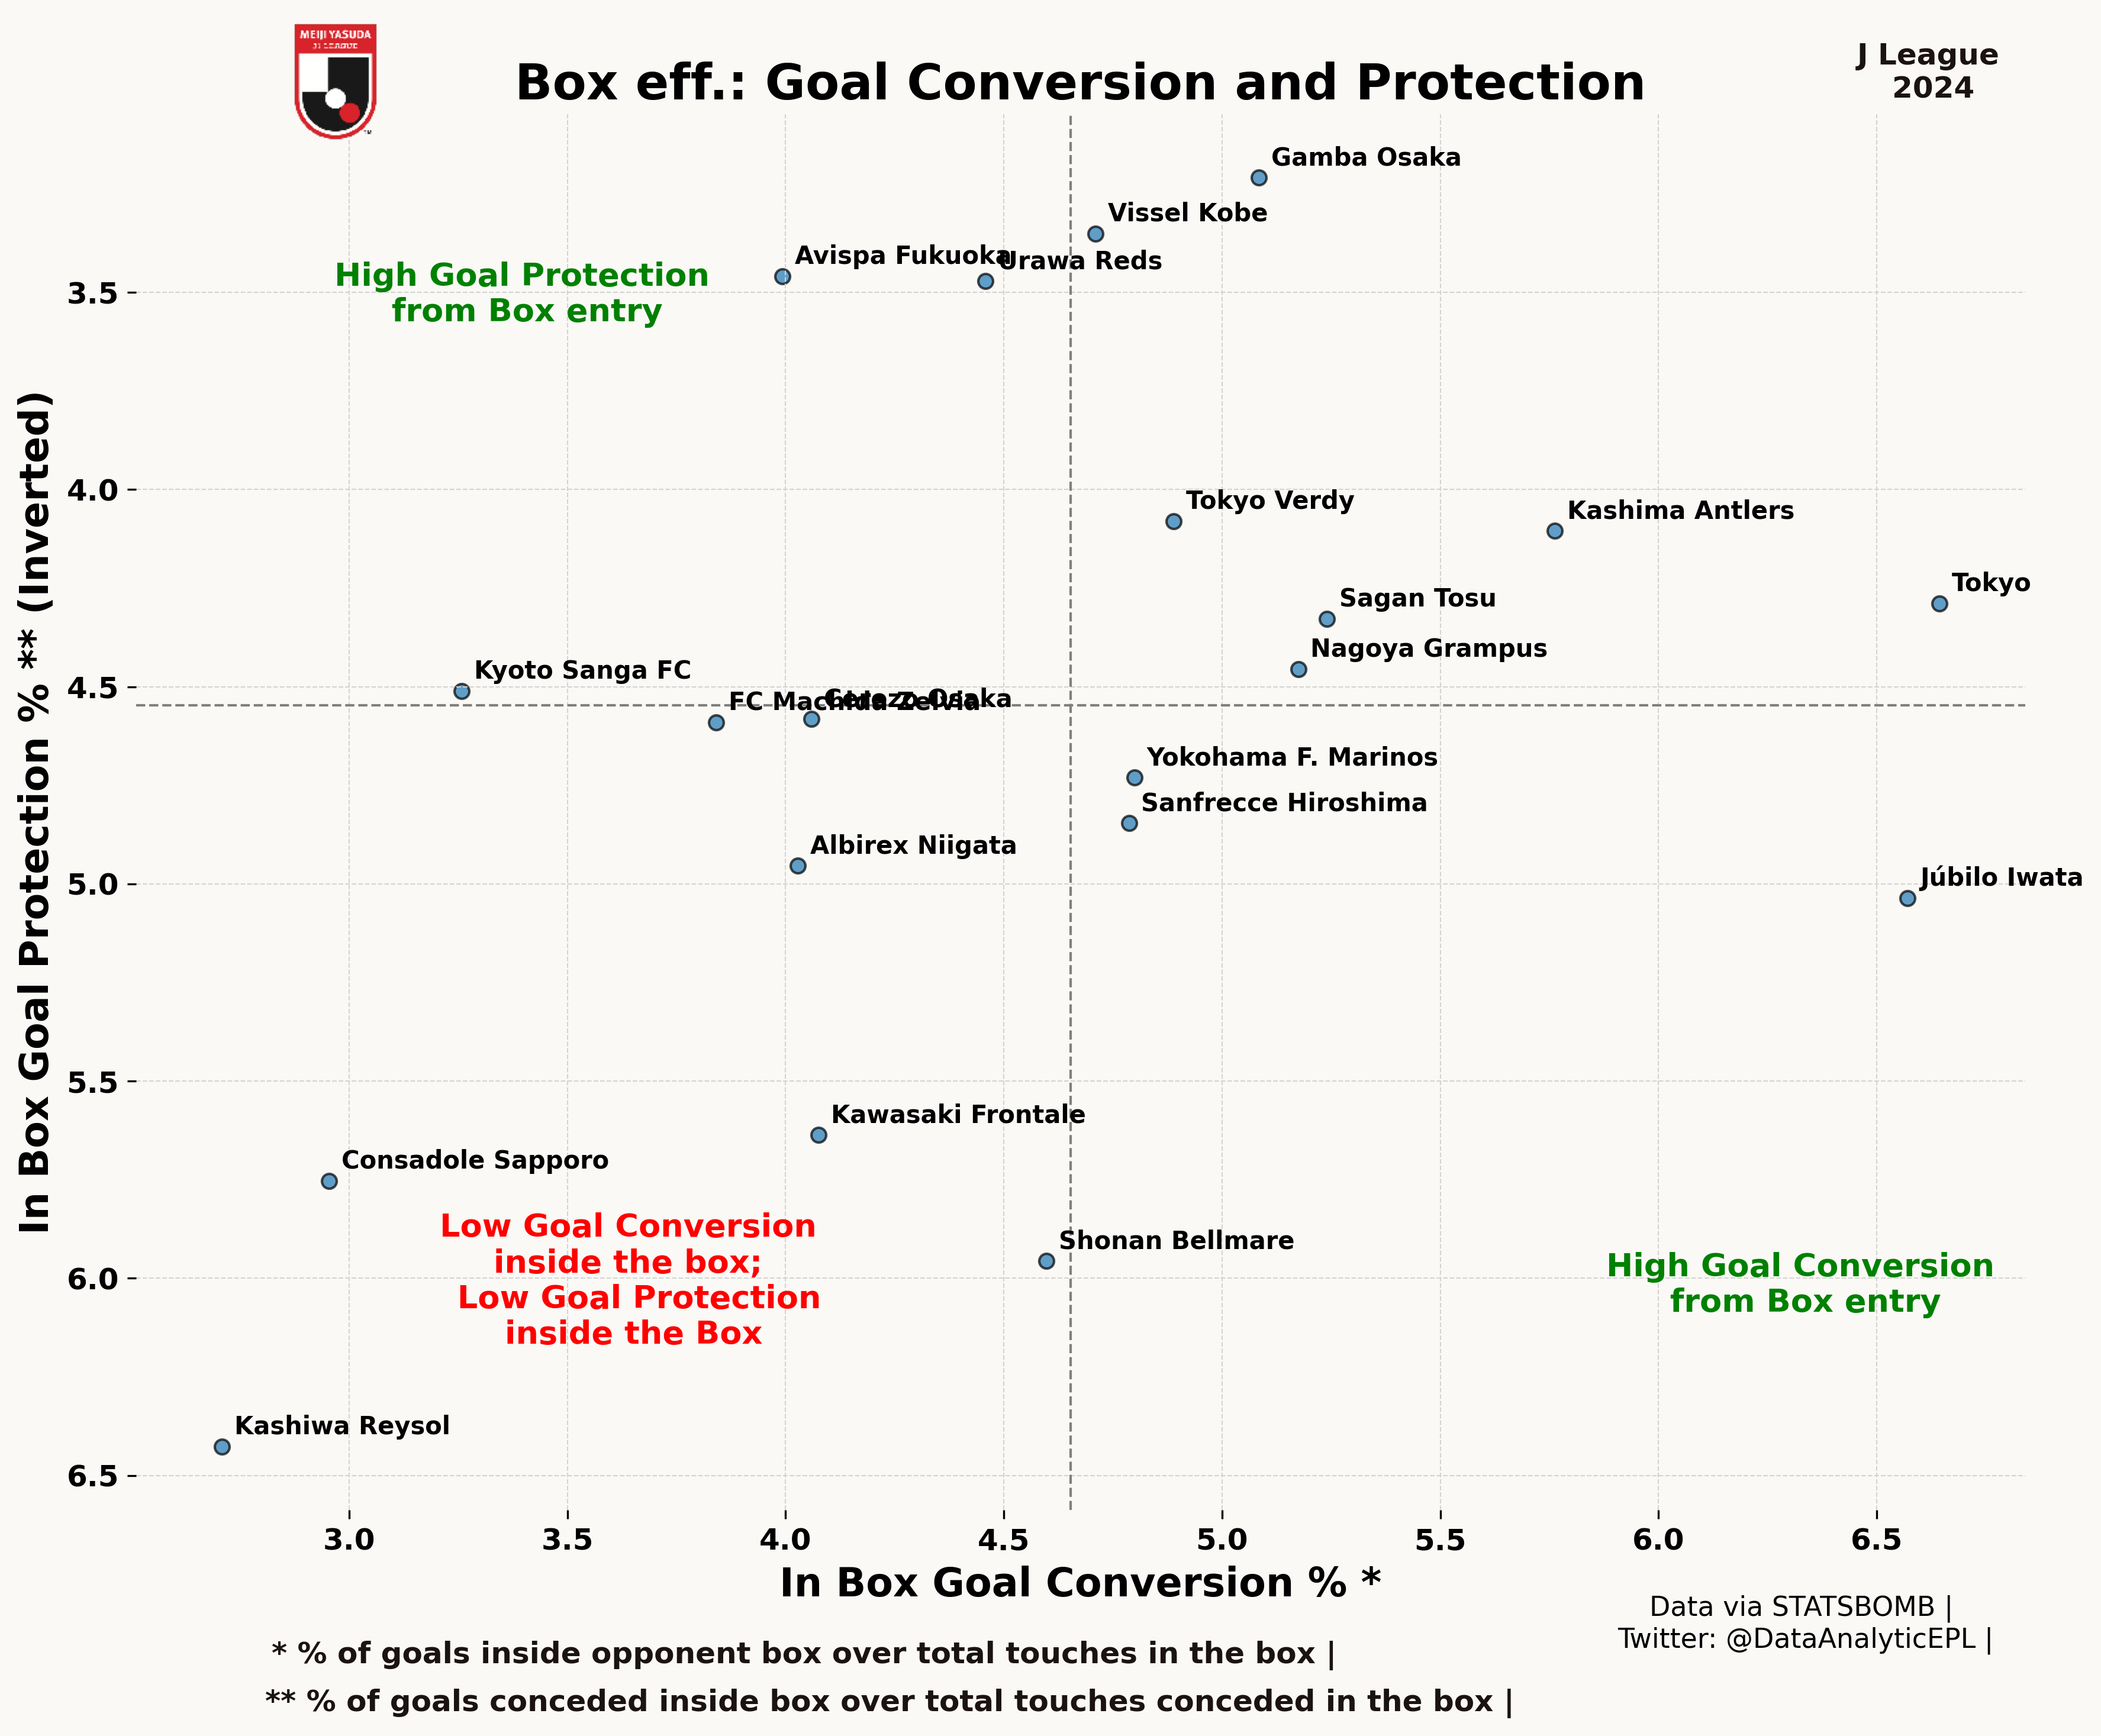 MEIJI YASUDA
J1 LEAGUE
Box eff.: Goal Conversion and Protection
J League
2024
Gamba Osaka
Vissel Kobe
Avispa Fukuoka
Urawa Reds
High Goal Protection
from Box entry
3.5
4.0
Tokyo Verdy
Kashima Antlers
Tokyo
Sagan Tosu
Nagoya Grampus
Kyoto Sanga FC
4.5
FC Machida Zelvia
Cerezo Osaka
Yokohama F. Marinos
Sanfrecce Hiroshima
Albirex Niigata
5.0
Júbilo Iwata
5.5
Kawasaki Frontale
Consadole Sapporo
Low Goal Conversion
inside the box;
Low Goal Protection
inside the Box
Shonan Bellmare
6.0
High Goal Conversion
from Box entry
Kashiwa Reysol
6.5
In Box Goal Protection % ** (Inverted)
3.0 3.5 4.0 4.5 5.0 5.5 6.0 6.5
In Box Goal Conversion % *
Data via STATSBOMB |
Twitter: @DataAnalyticEPL |
* % of goals inside opponent box over total touches in the box |
** % of goals conceded inside box over total touches conceded in the box |